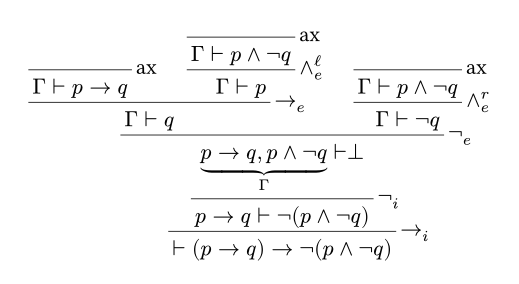 ax
Γ ⊢ p ∧ ¬q
ax ∧ₑˡ ax
Γ ⊢ p → q Γ ⊢ p Γ ⊢ p ∧ ¬q
→ₑ ∧ₑʳ
Γ ⊢ q Γ ⊢ ¬q
¬ₑ
p → q, p ∧ ¬q ⊢⊥
Γ
¬ᵢ
p → q ⊢ ¬(p ∧ ¬q)
→ᵢ
⊢ (p → q) → ¬(p ∧ ¬q)